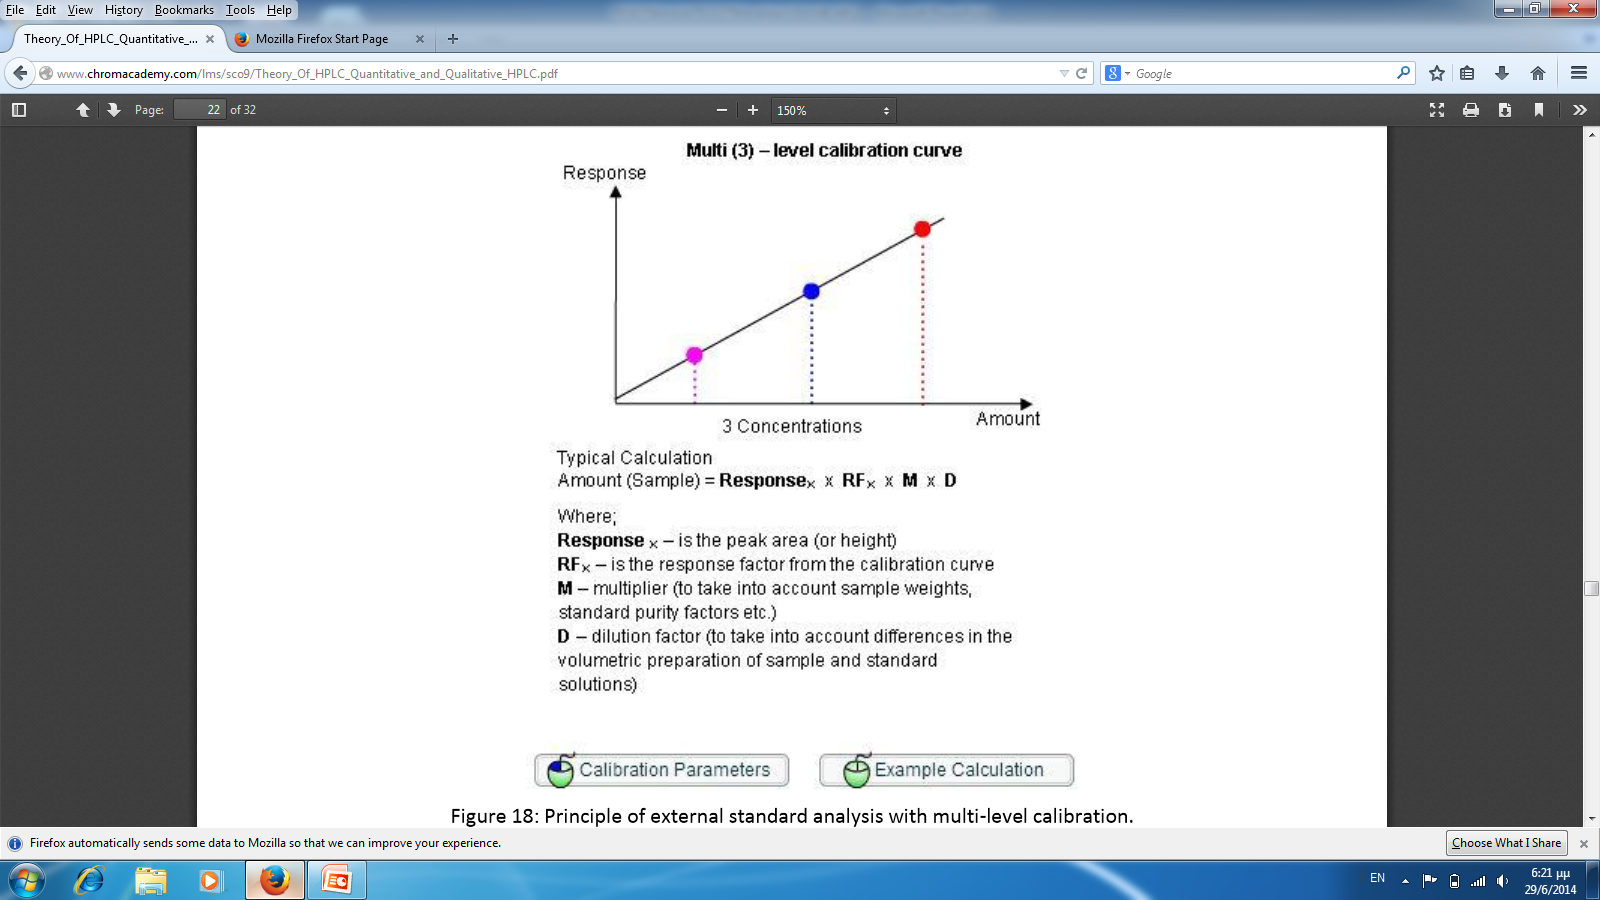 File Edit View History Bookmarks Tools Help
Theory_Of_HPLC_Quantitative_... Mozilla Firefox Start Page
www.chromacademy.com/lms/sco9/Theory_Of_HPLC_Quantitative_and_Qualitative_HPLC.pdf Google
Page: 22 of 32 150%
Multi (3) – level calibration curve
Response
Amount
3 Concentrations
Typical Calculation
Amount (Sample) = Responseₓ x RFₓ x M x D
Where;
Response ₓ – is the peak area (or height)
RFₓ – is the response factor from the calibration curve
M – multiplier (to take into account sample weights,
standard purity factors etc.)
D – dilution factor (to take into account differences in the
volumetric preparation of sample and standard
solutions)
Calibration Parameters Example Calculation
Figure 18: Principle of external standard analysis with multi-level calibration.
Firefox automatically sends some data to Mozilla so that we can improve your experience. Choose What I Share
EN 6:21 μμ
29/6/2014